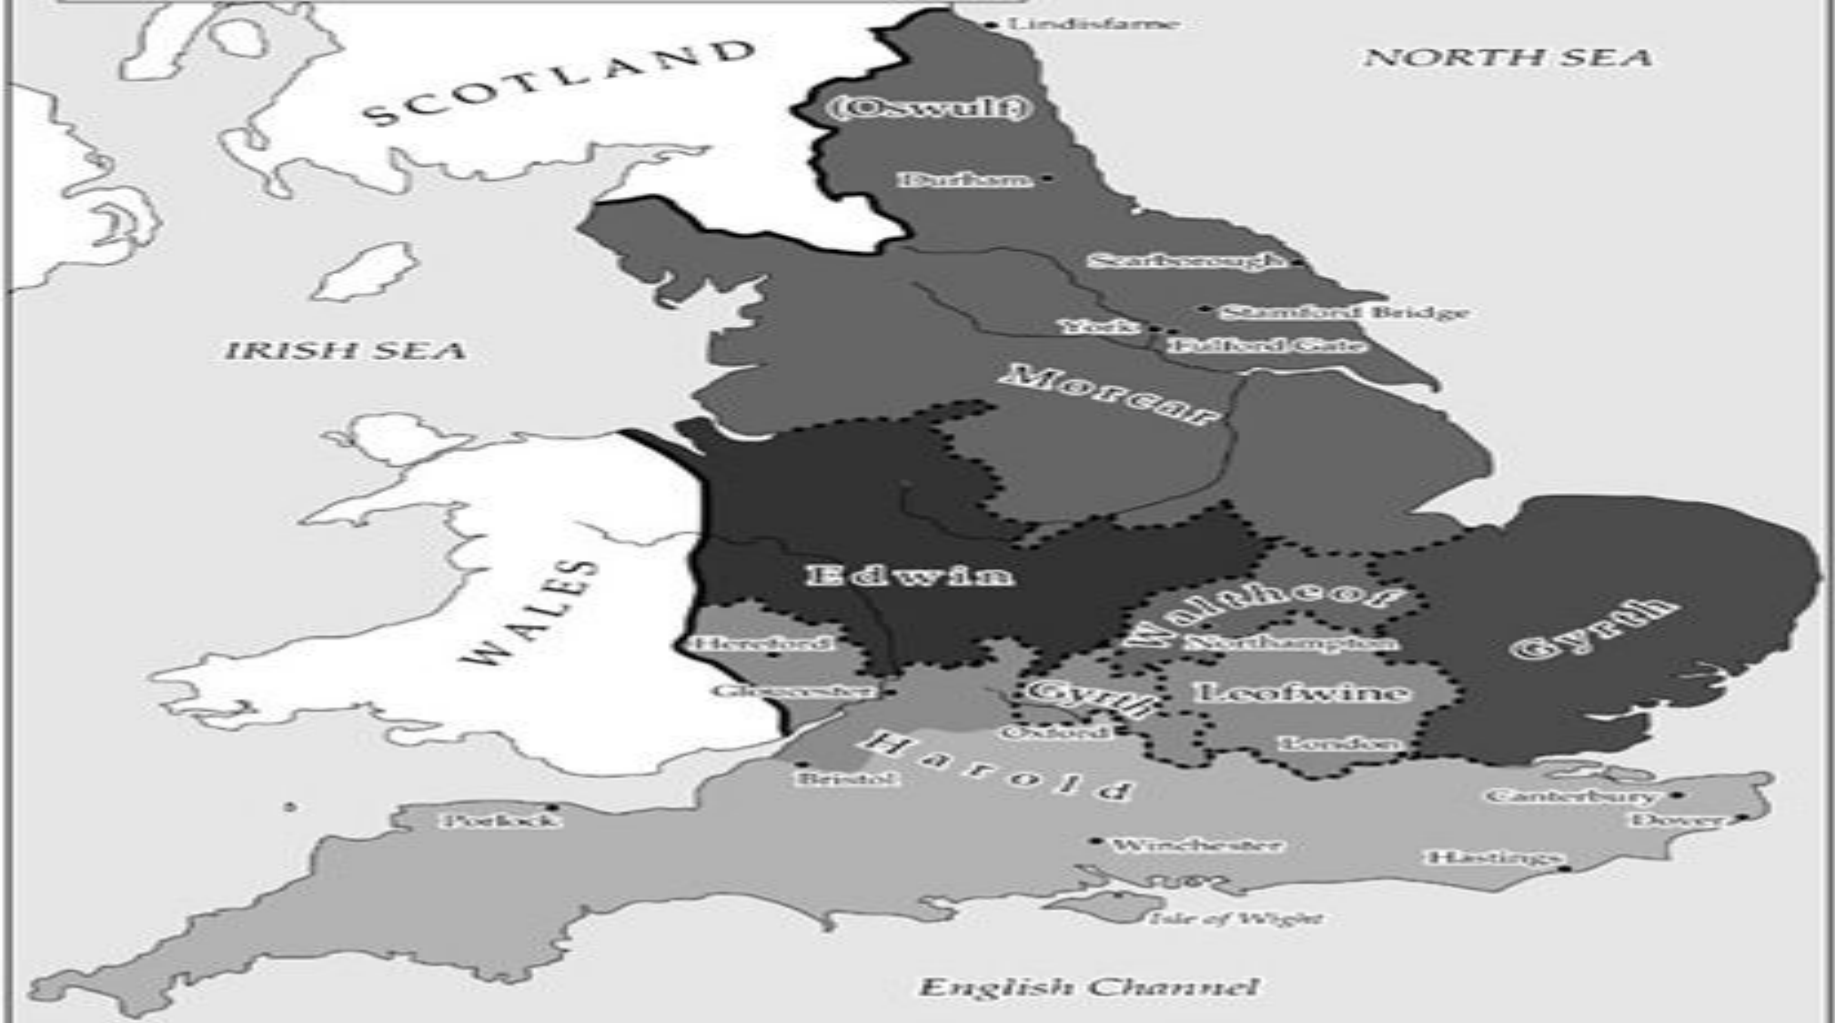 Lindisfarne
NORTH SEA
SCOTLAND
(Oswulf)
Durham
Scarborough
Stamford Bridge
York
Fulford Gate
IRISH SEA
Morcar
WALES
Edwin
Waltheof
Gyrth
Hereford
Northampton
Gloucester
Gyrth
Leofwine
Oxford
London
Harold
Bristol
Canterbury
Porlock
Dover
Winchester
Hastings
Isle of Wight
English Channel